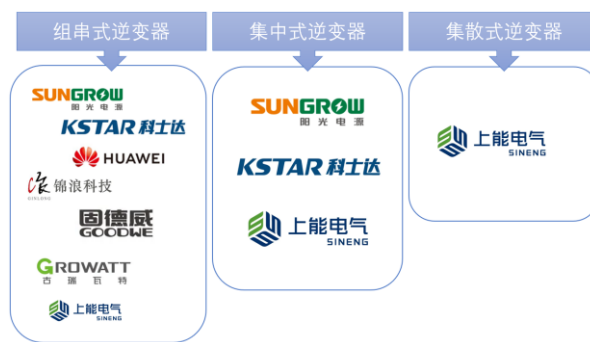 组串式逆变器
SUNGROW
阳光电源
KSTAR 科士达
HUAWEI
锦浪科技
GINLONG
固德威
GOODWE
GROWATT
古瑞瓦特
上能电气
SINENG
集中式逆变器
SUNGROW
阳光电源
KSTAR 科士达
上能电气
SINENG
集散式逆变器
上能电气
SINENG